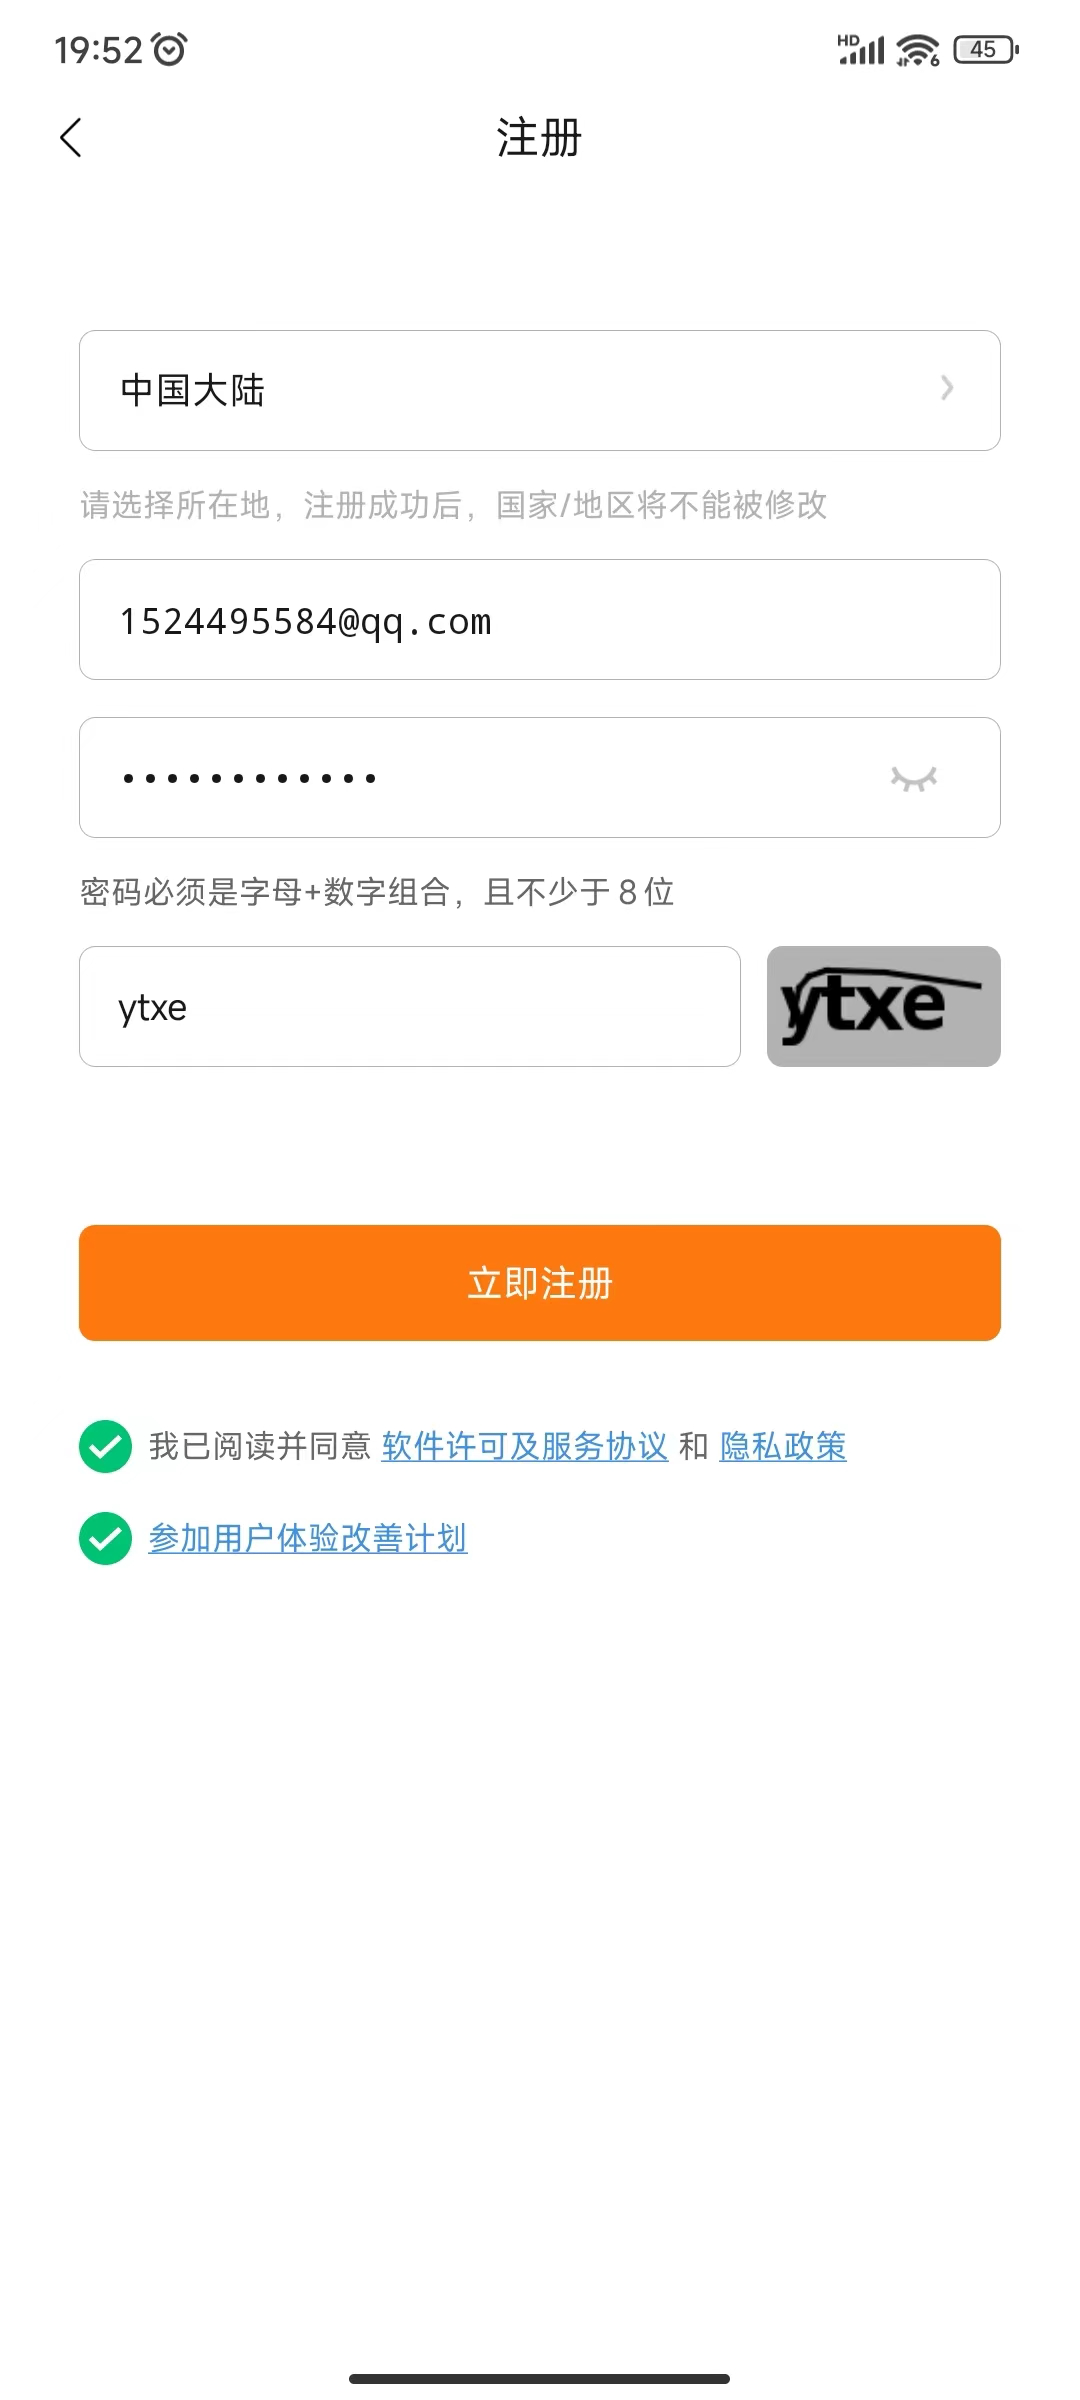 19:52
HD 6 45
注册
中国大陆
请选择所在地，注册成功后，国家/地区将不能被修改
1524495584@qq.com
••••••••••••
密码必须是字母+数字组合，且不少于 8 位
ytxe
ytxe
立即注册
我已阅读并同意 软件许可及服务协议 和 隐私政策
参加用户体验改善计划